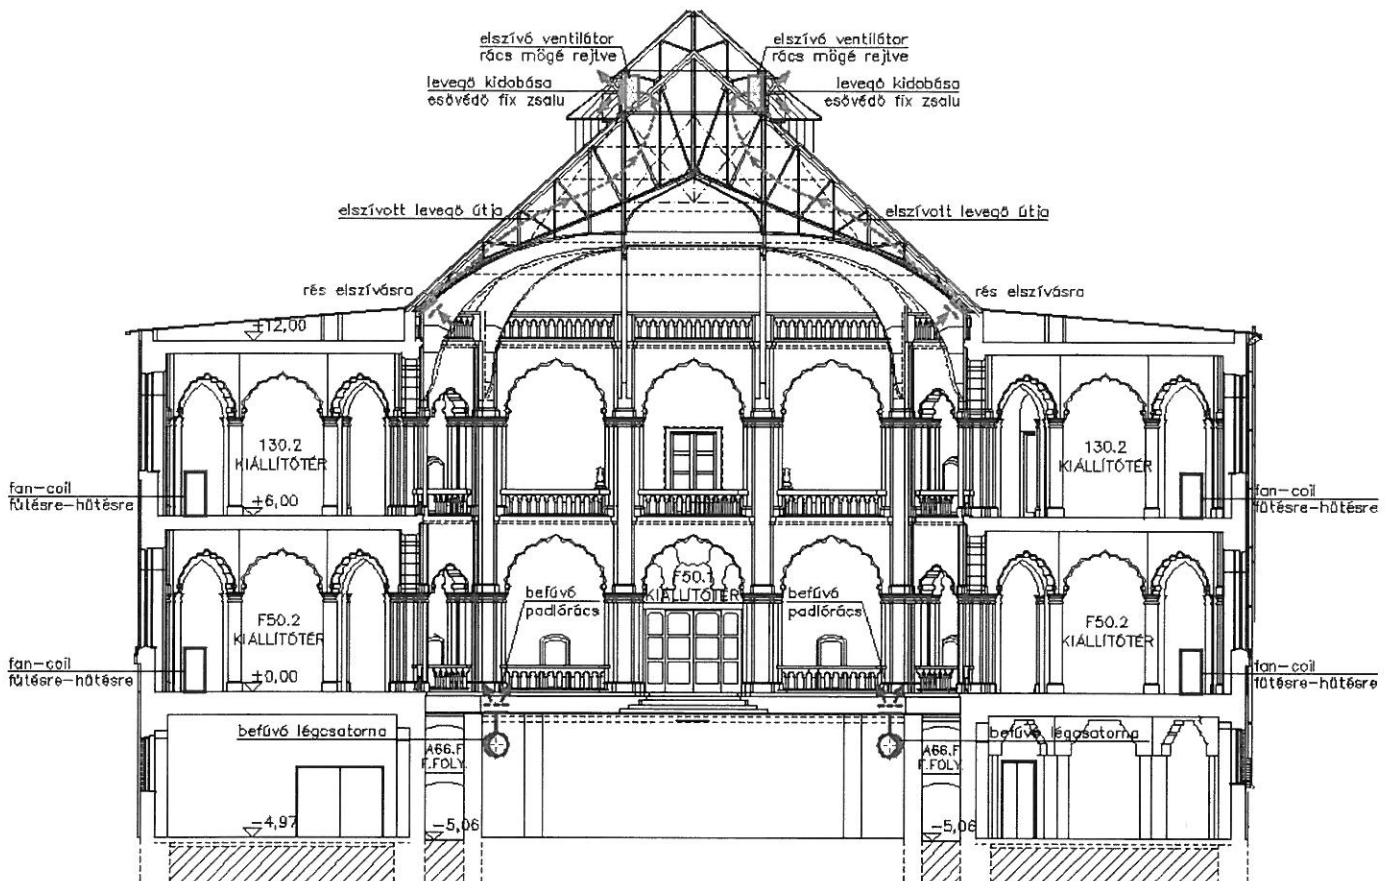 elszívó ventilátor
rács mögé rejtve
elszívó ventilátor
rács mögé rejtve
levegő kidobása
esővédő fix zsalu
levegő kidobása
esővédő fix zsalu
elszívott levegő útja
elszívott levegő útja
rés elszívásra
rés elszívásra
+12,00
130.2
KIÁLLÍTÓTÉR
130.2
KIÁLLÍTÓTÉR
fan-coil
fűtésre-hűtésre
+6,00
fan-coil
fűtésre-hűtésre
F50.1
KIÁLLÍTÓTÉR
befúvó
padlórács
befúvó
padlórács
F50.2
KIÁLLÍTÓTÉR
F50.2
KIÁLLÍTÓTÉR
fan-coil
fűtésre-hűtésre
±0,00
fan-coil
fűtésre-hűtésre
befúvó légcsatorna
befúvó légcsatorna
A66.F
F.FOLY.
A66.F
F.FOLY.
-4,97
-5,06
-5,06